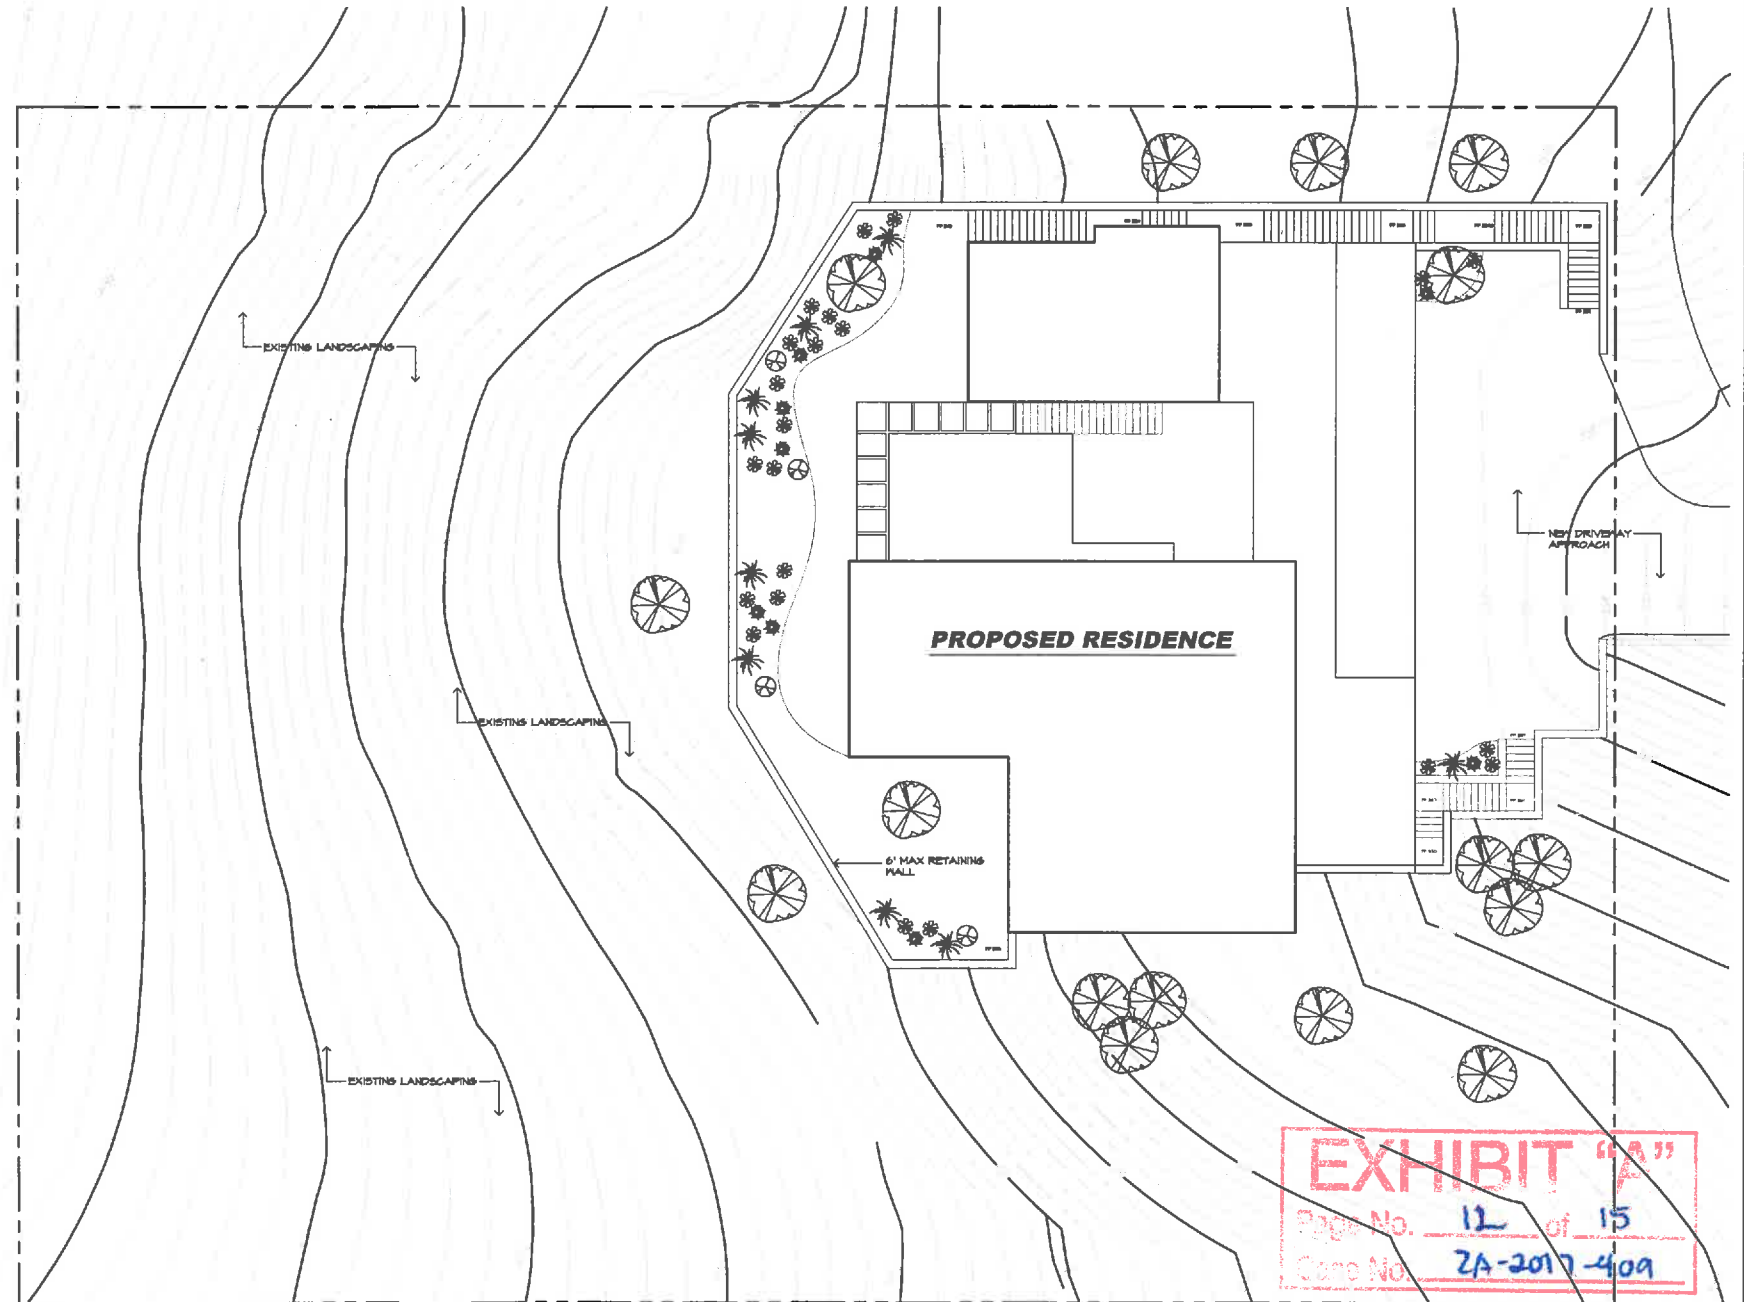 EXISTING LANDSCAPING
NEW DRIVEWAY
APPROACH
PROPOSED RESIDENCE
EXISTING LANDSCAPING
6' MAX RETAINING
WALL
EXISTING LANDSCAPING
EXHIBIT "A"
Page No. 12 of 15
Case No. ZA-2017-409